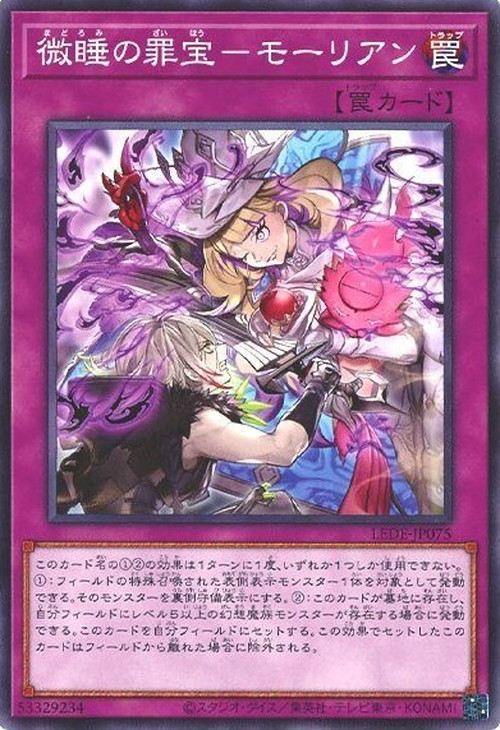 微睡の罪宝－モーリアン 罠
【罠カード】
LEDE-JP075
このカード名の①②の効果は1ターンに1度、いずれか1つしか使用できない。
①：フィールドの特殊召喚された表側表示モンスター1体を対象として発動
できる。そのモンスターを裏側守備表示にする。②：このカードが墓地に存在し、
自分フィールドにレベル5以上の幻想魔族モンスターが存在する場合に発動
できる。このカードを自分フィールドにセットする。この効果でセットしたこの
カードはフィールドから離れた場合に除外される。
53329234 ©スタジオ・ダイス／集英社・テレビ東京・KONAMI